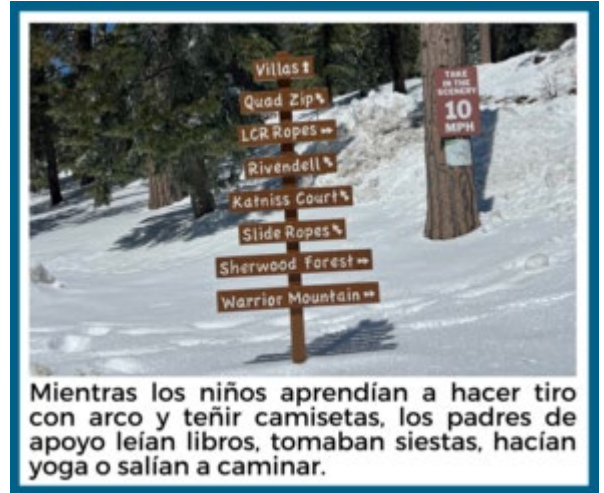 Villas
Quad Zip
LCR Ropes
Rivendell
Katniss Court
Slide Ropes
Sherwood Forest
Warrior Mountain
TAKE
IN THE
SCENERY
10
MPH
Mientras los niños aprendían a hacer tiro
con arco y teñir camisetas, los padres de
apoyo leían libros, tomaban siestas, hacían
yoga o salían a caminar.